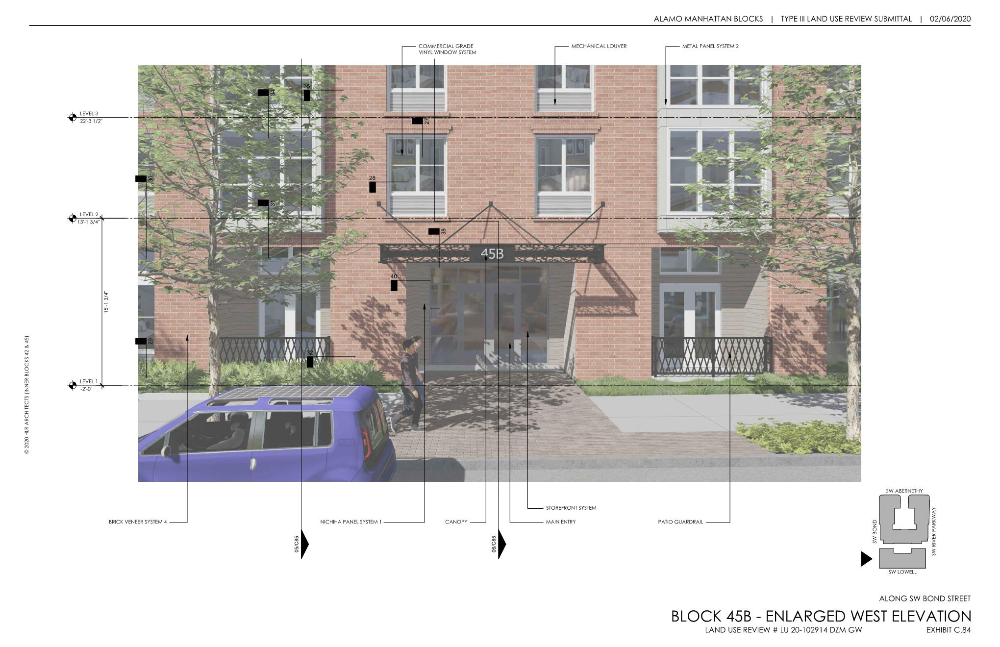 ALAMO MANHATTAN BLOCKS | TYPE III LAND USE REVIEW SUBMITTAL | 02/06/2020
COMMERCIAL GRADE
VINYL WINDOW SYSTEM
MECHANICAL LOUVER
METAL PANEL SYSTEM 2
34
35
LEVEL 3
22'-3 1/2"
27
30
28
31
LEVEL 2
13'-1 3/4"
38
45B
40
15'-1 3/4"
29
32
LEVEL 1
-2'-0"
© 2020 HLR ARCHITECTS (INNER BLOCKS 42 & 45)
STOREFRONT SYSTEM
BRICK VENEER SYSTEM 4
NICHIHA PANEL SYSTEM 1
CANOPY
MAIN ENTRY
PATIO GUARDRAIL
05/C85
06/C85
SW ABERNETHY
SW BOND
SW RIVER PARKWAY
SW LOWELL
ALONG SW BOND STREET
BLOCK 45B - ENLARGED WEST ELEVATION
LAND USE REVIEW # LU 20-102914 DZM GW
EXHIBIT C.84